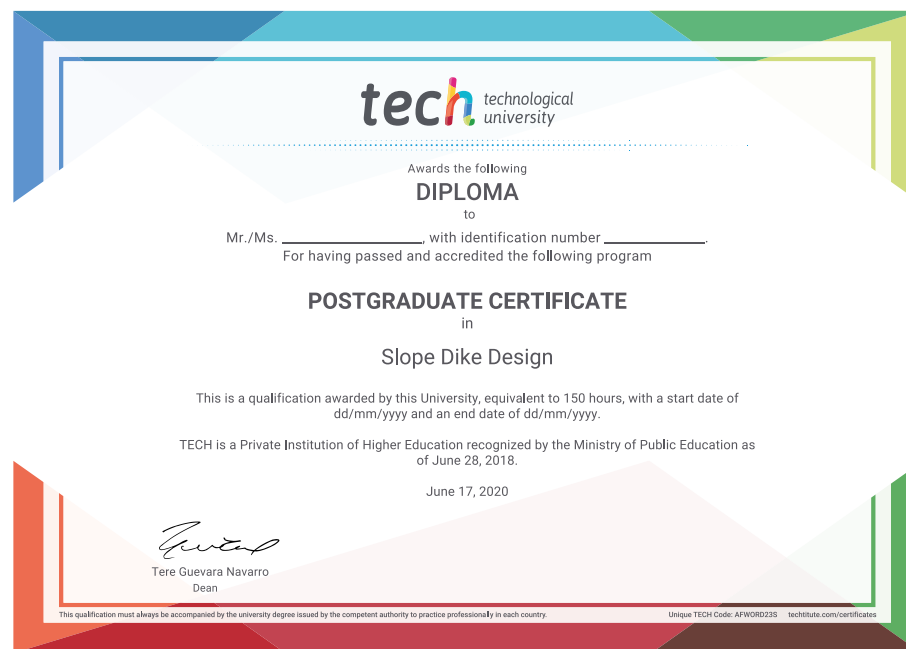 tech technological
university
Awards the following
DIPLOMA
to
Mr./Ms. ____________, with identification number ____________.
For having passed and accredited the following program
POSTGRADUATE CERTIFICATE
in
Slope Dike Design
This is a qualification awarded by this University, equivalent to 150 hours, with a start date of
dd/mm/yyyy and an end date of dd/mm/yyyy.
TECH is a Private Institution of Higher Education recognized by the Ministry of Public Education as
of June 28, 2018.
June 17, 2020
Tere Guevara Navarro
Dean
This qualification must always be accompanied by the university degree issued by the competent authority to practice professionally in each country. Unique TECH Code: AFWORD23S techtitute.com/certificates